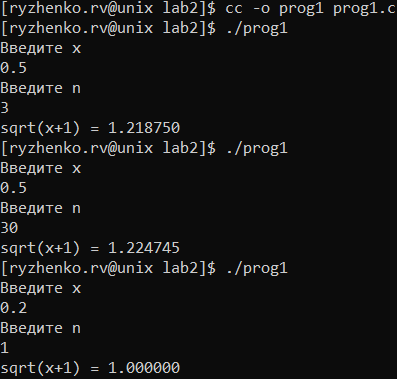 [ryzhenko.rv@unix lab2]$ cc -o prog1 prog1.c
[ryzhenko.rv@unix lab2]$ ./prog1
Введите x
0.5
Введите n
3
sqrt(x+1) = 1.218750
[ryzhenko.rv@unix lab2]$ ./prog1
Введите x
0.5
Введите n
30
sqrt(x+1) = 1.224745
[ryzhenko.rv@unix lab2]$ ./prog1
Введите x
0.2
Введите n
1
sqrt(x+1) = 1.000000